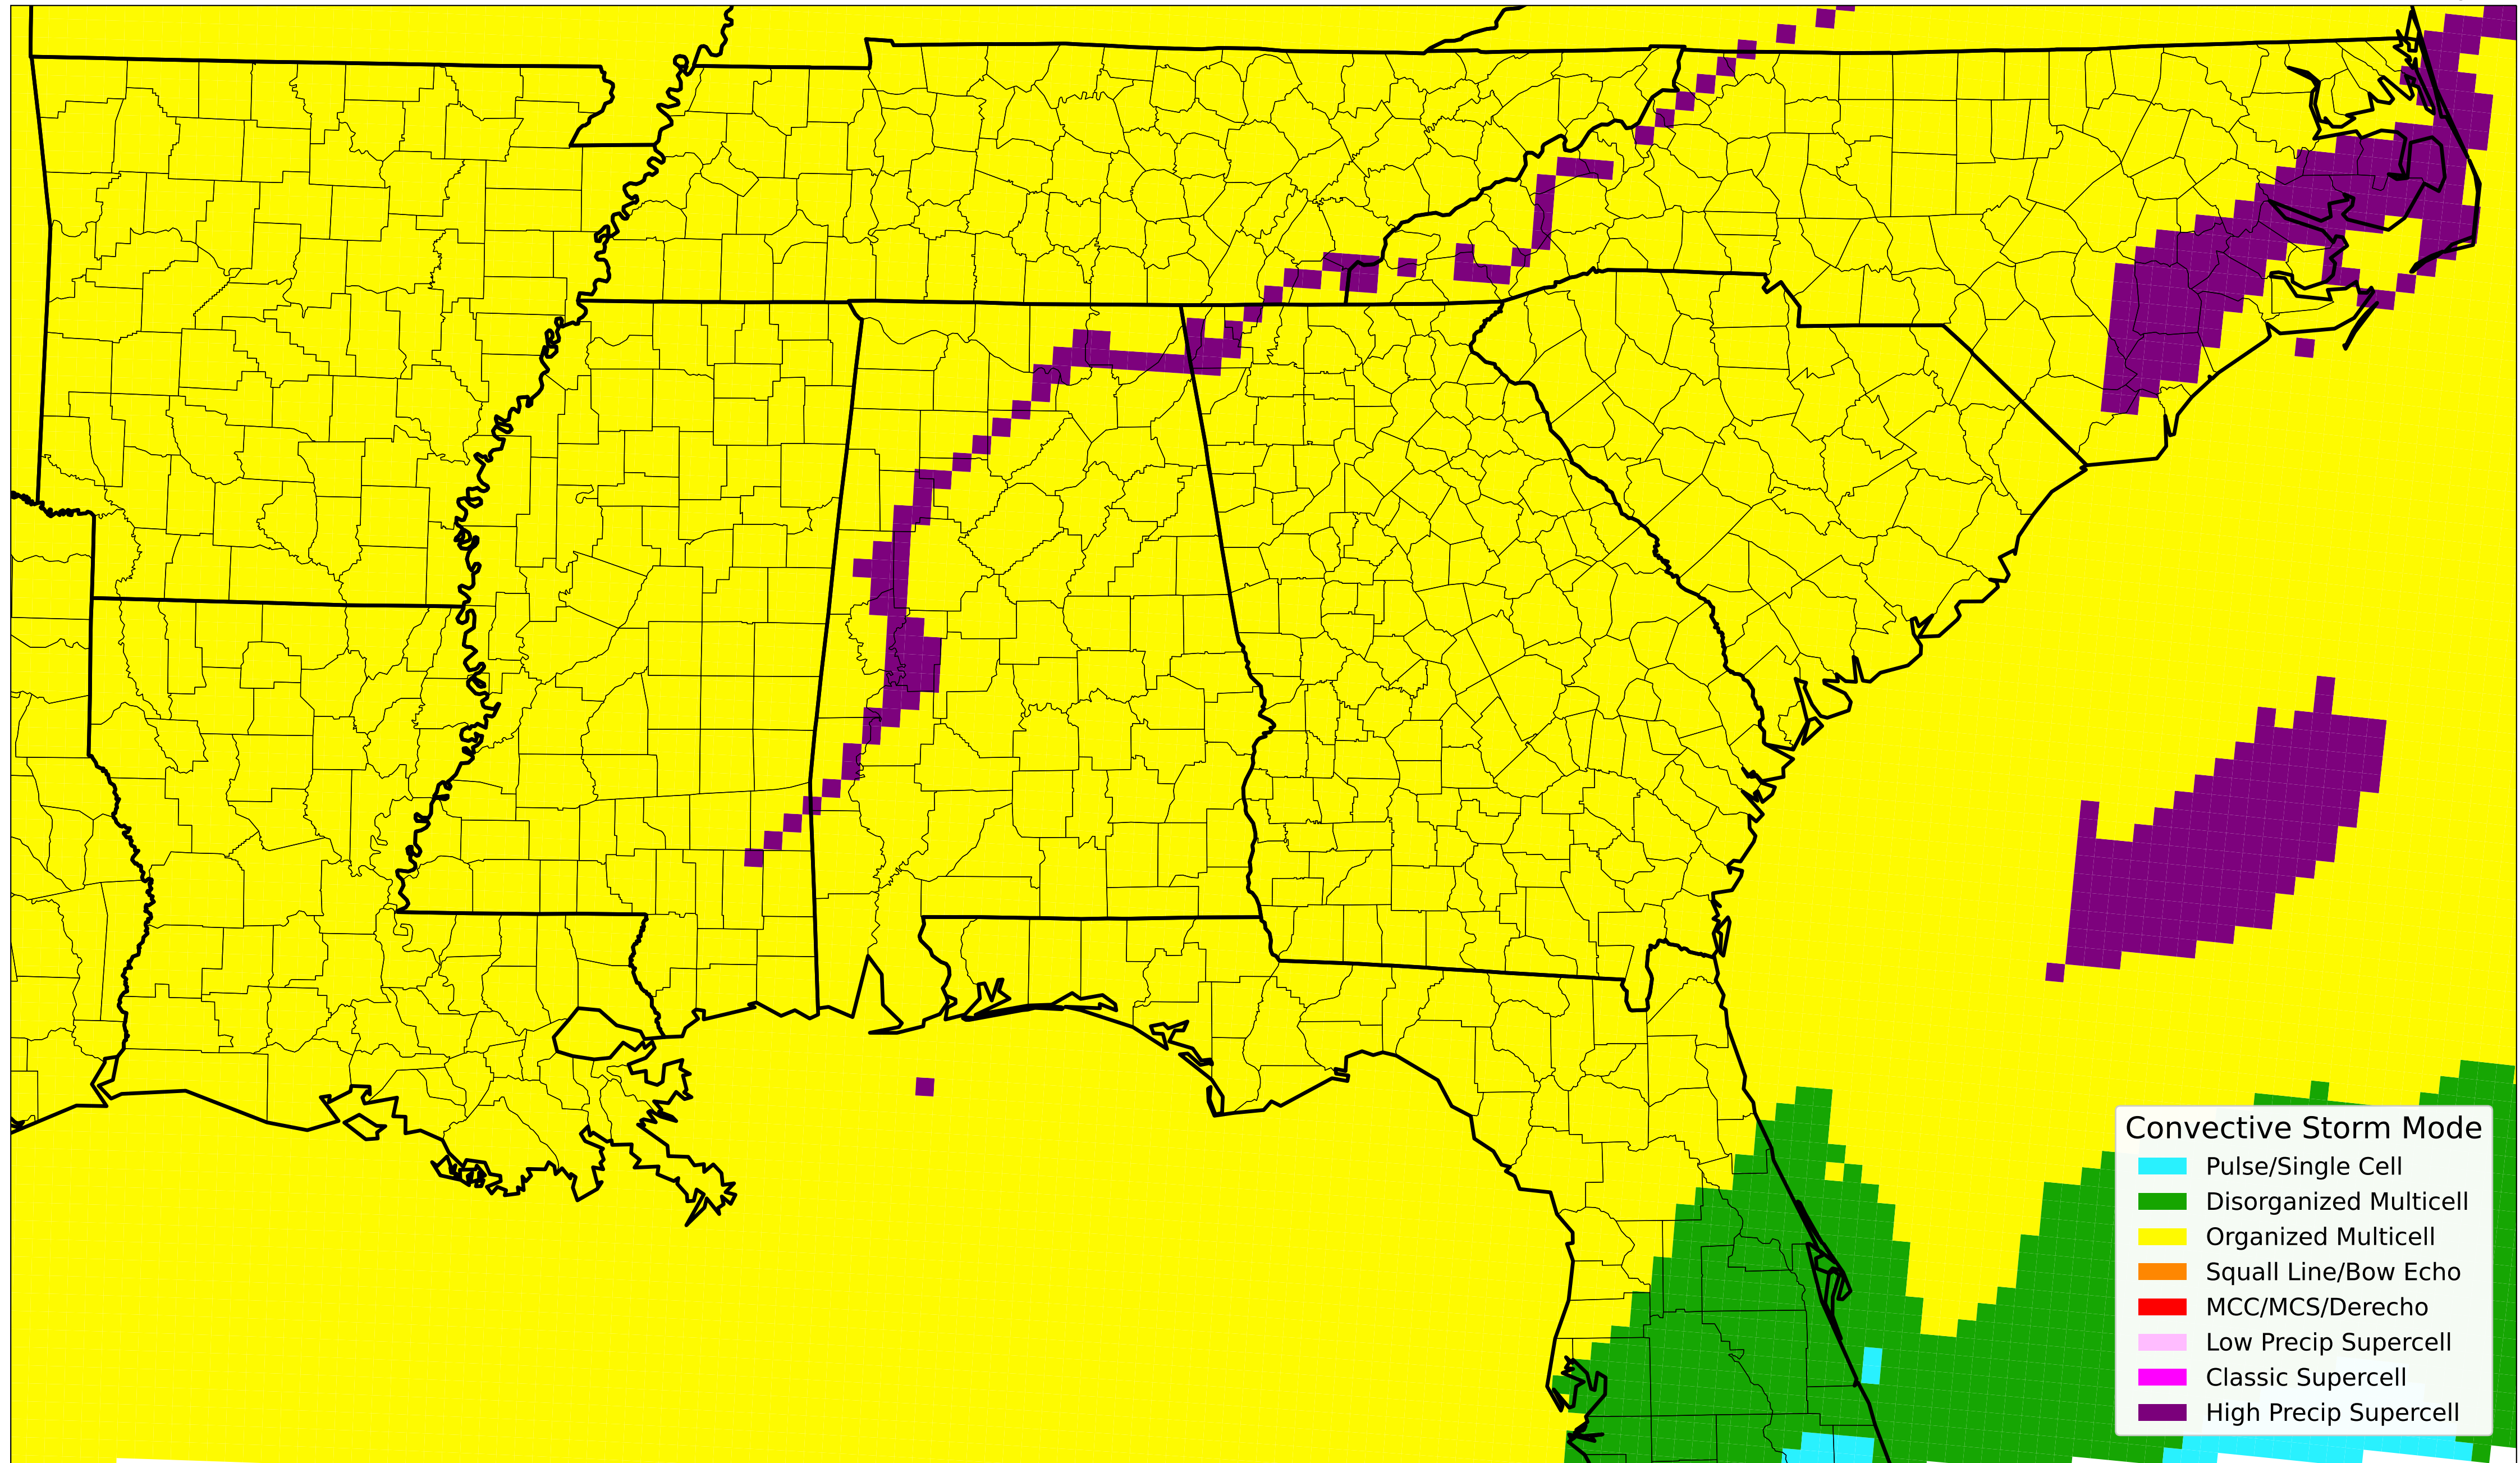 Convective Storm Mode
Pulse/Single Cell
Disorganized Multicell
Organized Multicell
Squall Line/Bow Echo
MCC/MCS/Derecho
Low Precip Supercell
Classic Supercell
High Precip Supercell